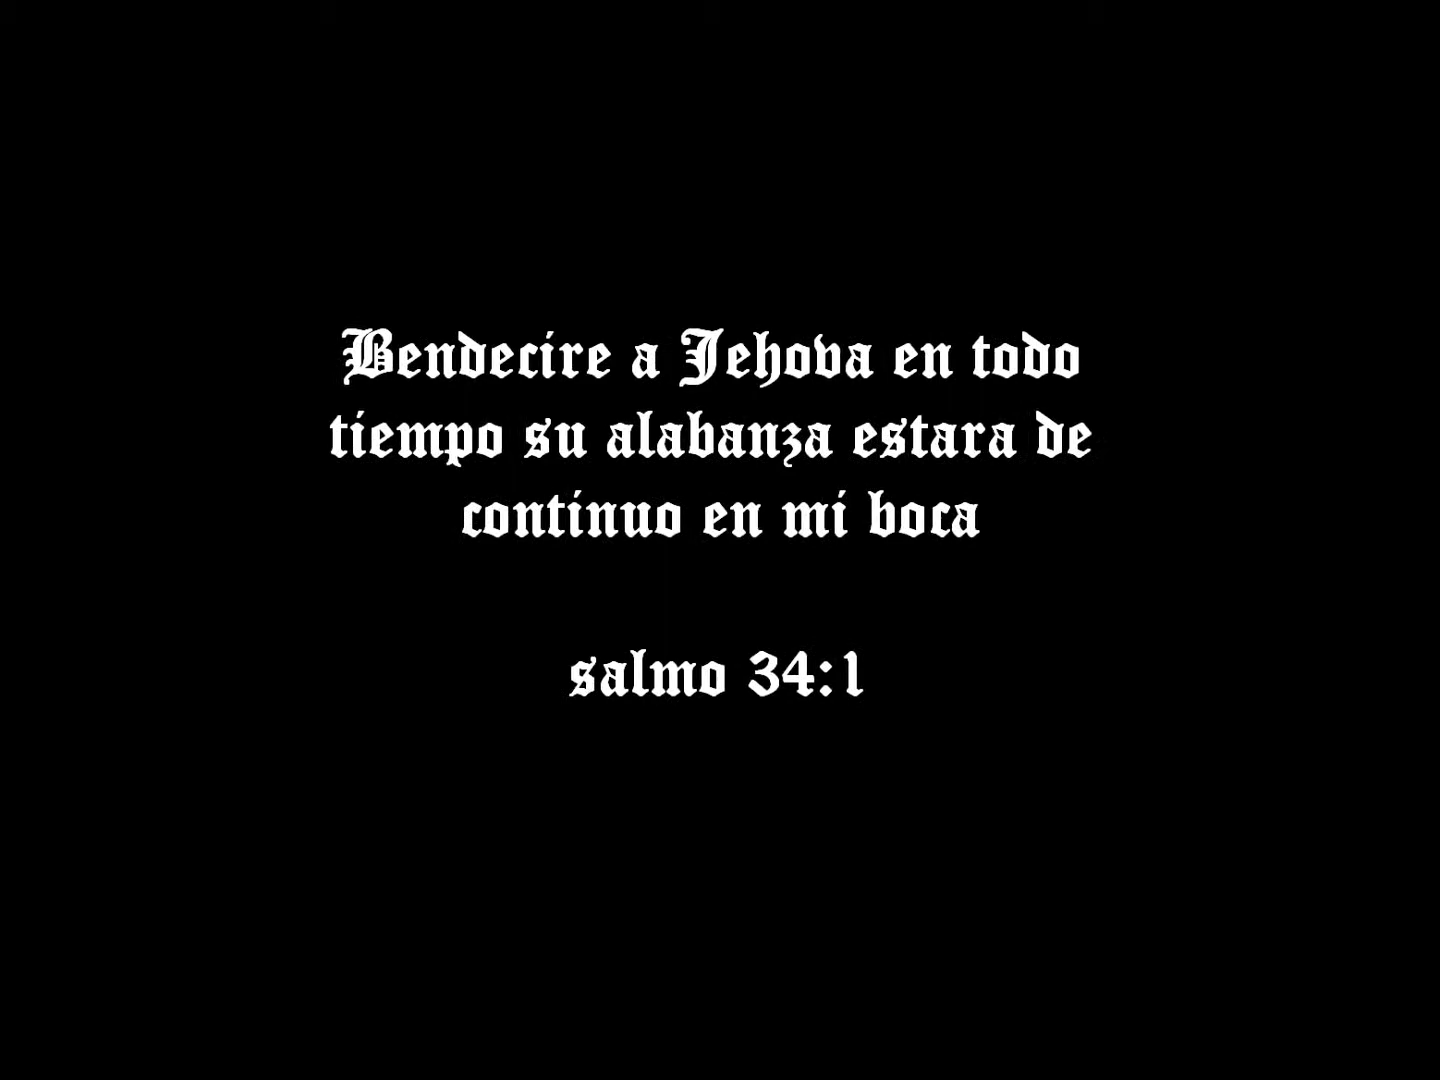 Bendecire a Jehova en todo
tiempo su alabanza estara de
continuo en mi boca
salmo 34:1